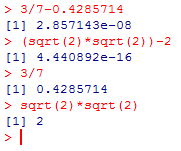 > 3/7-0.4285714
[1] 2.857143e-08
> (sqrt(2)*sqrt(2))-2
[1] 4.440892e-16
> 3/7
[1] 0.4285714
> sqrt(2)*sqrt(2)
[1] 2
>